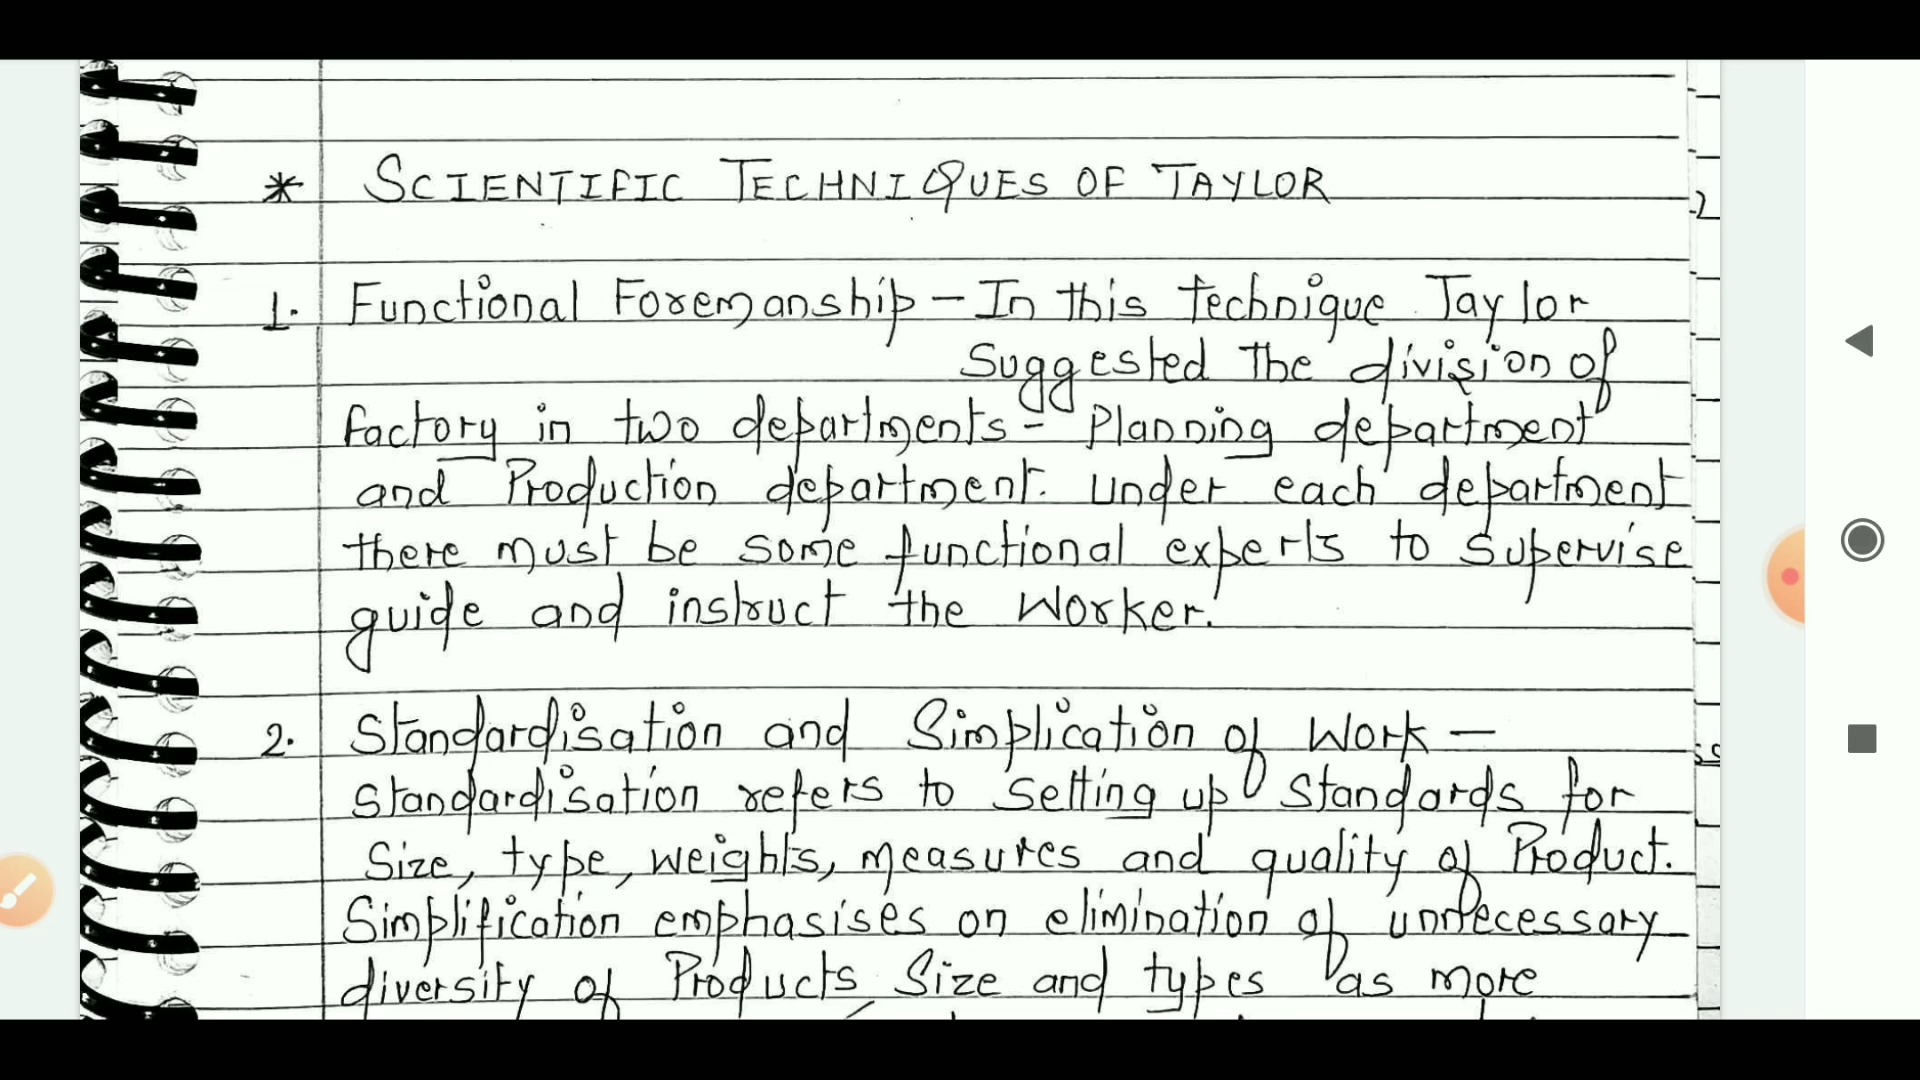 * SCIENTIFIC TECHNIQUES OF TAYLOR
1. Functional Foremanship - In this technique Taylor
Suggested the division of
factory in two departments - Planning department
and Production department. Under each department
there must be some functional experts to supervise
guide and instruct the Worker.
2. Standardisation and Simplication of Work -
Standardisation refers to setting up standards for
Size, type, weights, measures and quality of Product.
Simplification emphasises on elimination of unnecessary
diversity of Products Size and types as more